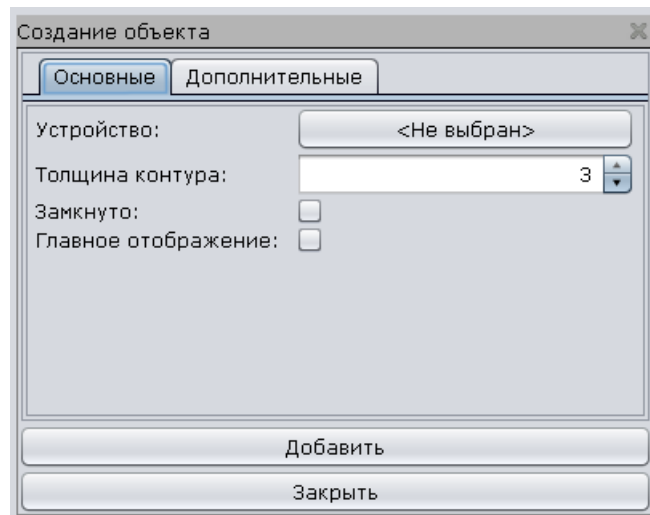 Создание объекта
Основные Дополнительные
Устройство: <Не выбран>
Толщина контура: 3
Замкнуто:
Главное отображение:
Добавить
Закрыть